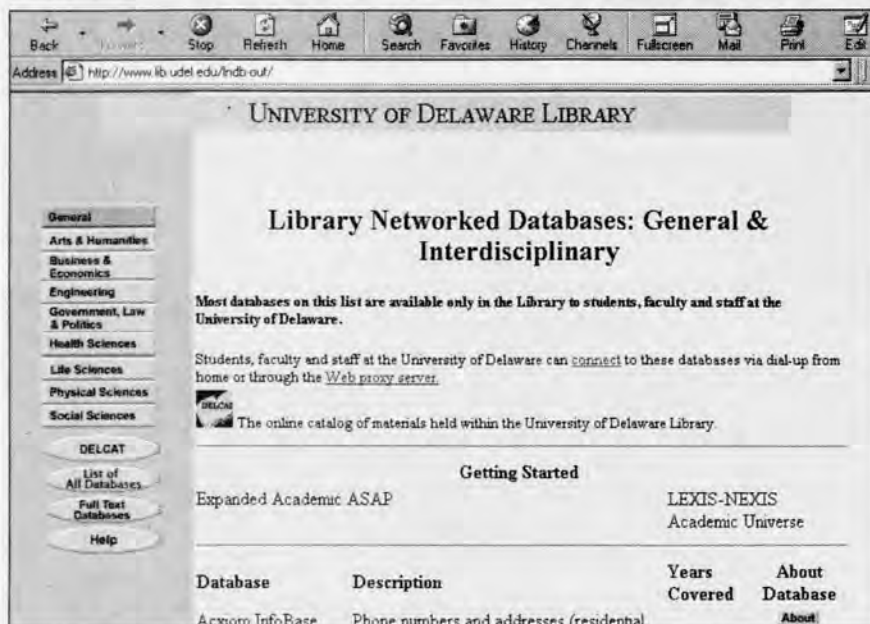 Back Forward Stop Refresh Home Search Favorites History Channels Fullscreen Mail Print Edit
Address http://www.lib.udel.edu/lndb-out/
UNIVERSITY OF DELAWARE LIBRARY
General
Arts & Humanities
Business &
Economics
Engineering
Government, Law
& Politics
Health Sciences
Life Sciences
Physical Sciences
Social Sciences
DELCAT
List of
All Databases
Full Text
Databases
Help
Library Networked Databases: General &
Interdisciplinary
Most databases on this list are available only in the Library to students, faculty and staff at the
University of Delaware.
Students, faculty and staff at the University of Delaware can connect to these databases via dial-up from
home or through the Web proxy server.
DELCAT
The online catalog of materials held within the University of Delaware Library.
Getting Started
Expanded Academic ASAP LEXIS-NEXIS
Academic Universe
Database Description Years Covered About Database
Acxiom InfoBase Phone numbers and addresses (residential About